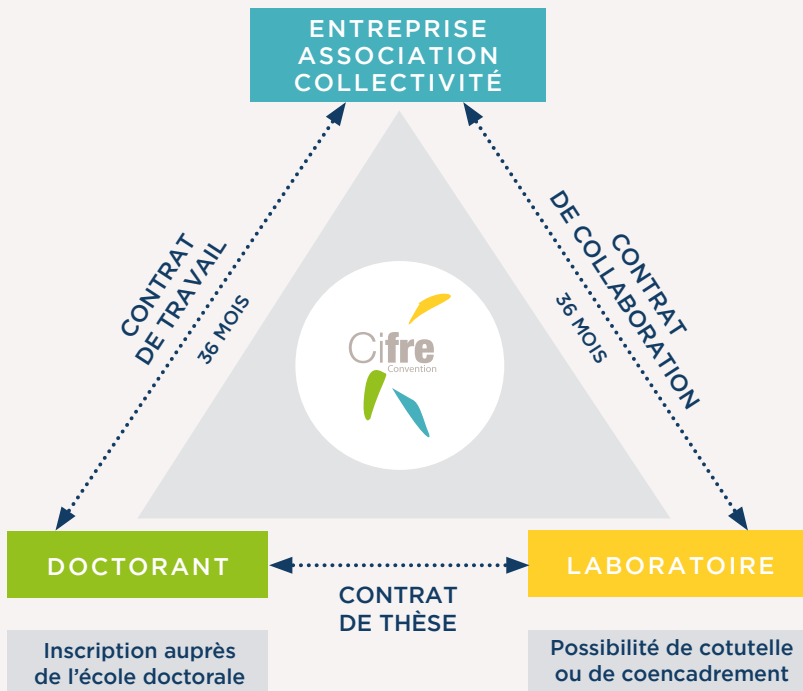 ENTREPRISE
ASSOCIATION
COLLECTIVITÉ
CONTRAT
DE TRAVAIL
36 MOIS
CONTRAT
DE COLLABORATION
36 MOIS
Cifre
Convention
DOCTORANT
LABORATOIRE
CONTRAT
DE THÈSE
Inscription auprès
de l’école doctorale
Possibilité de cotutelle
ou de coencadrement